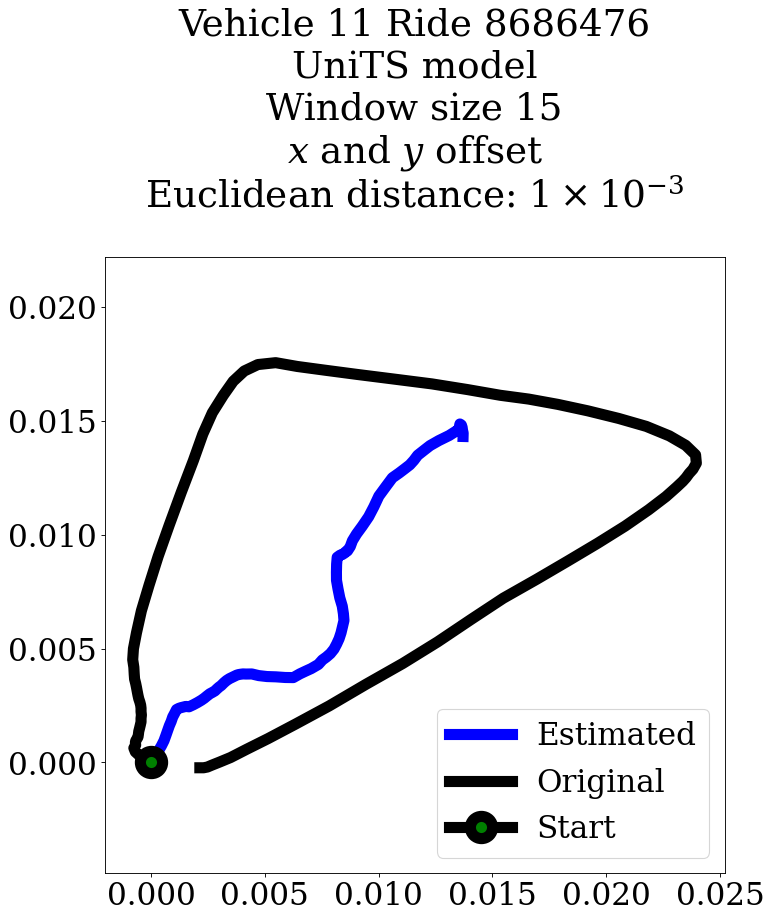 Vehicle 11 Ride 8686476
UniTS model
Window size 15
x and y offset
Euclidean distance: 1 × 10⁻³
0.020
0.015
0.010
0.005
0.000
Estimated
Original
Start
0.000 0.005 0.010 0.015 0.020 0.025